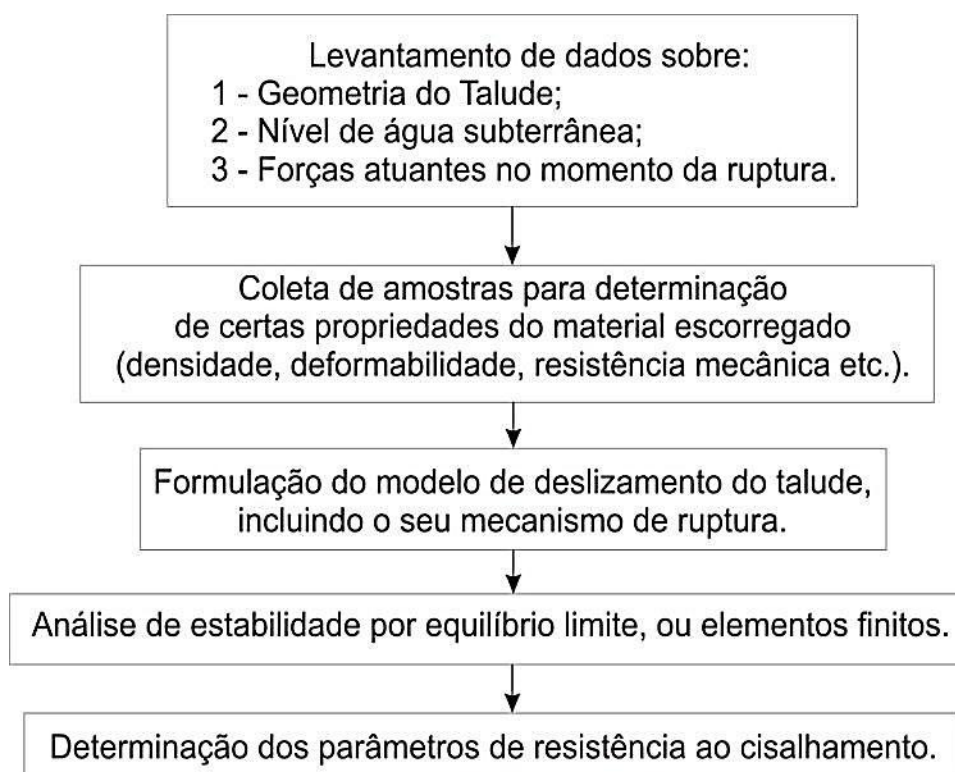 Levantamento de dados sobre:
1 - Geometria do Talude;
2 - Nível de água subterrânea;
3 - Forças atuantes no momento da ruptura.
Coleta de amostras para determinação
de certas propriedades do material escorregado
(densidade, deformabilidade, resistência mecânica etc.).
Formulação do modelo de deslizamento do talude,
incluindo o seu mecanismo de ruptura.
Análise de estabilidade por equilíbrio limite, ou elementos finitos.
Determinação dos parâmetros de resistência ao cisalhamento.